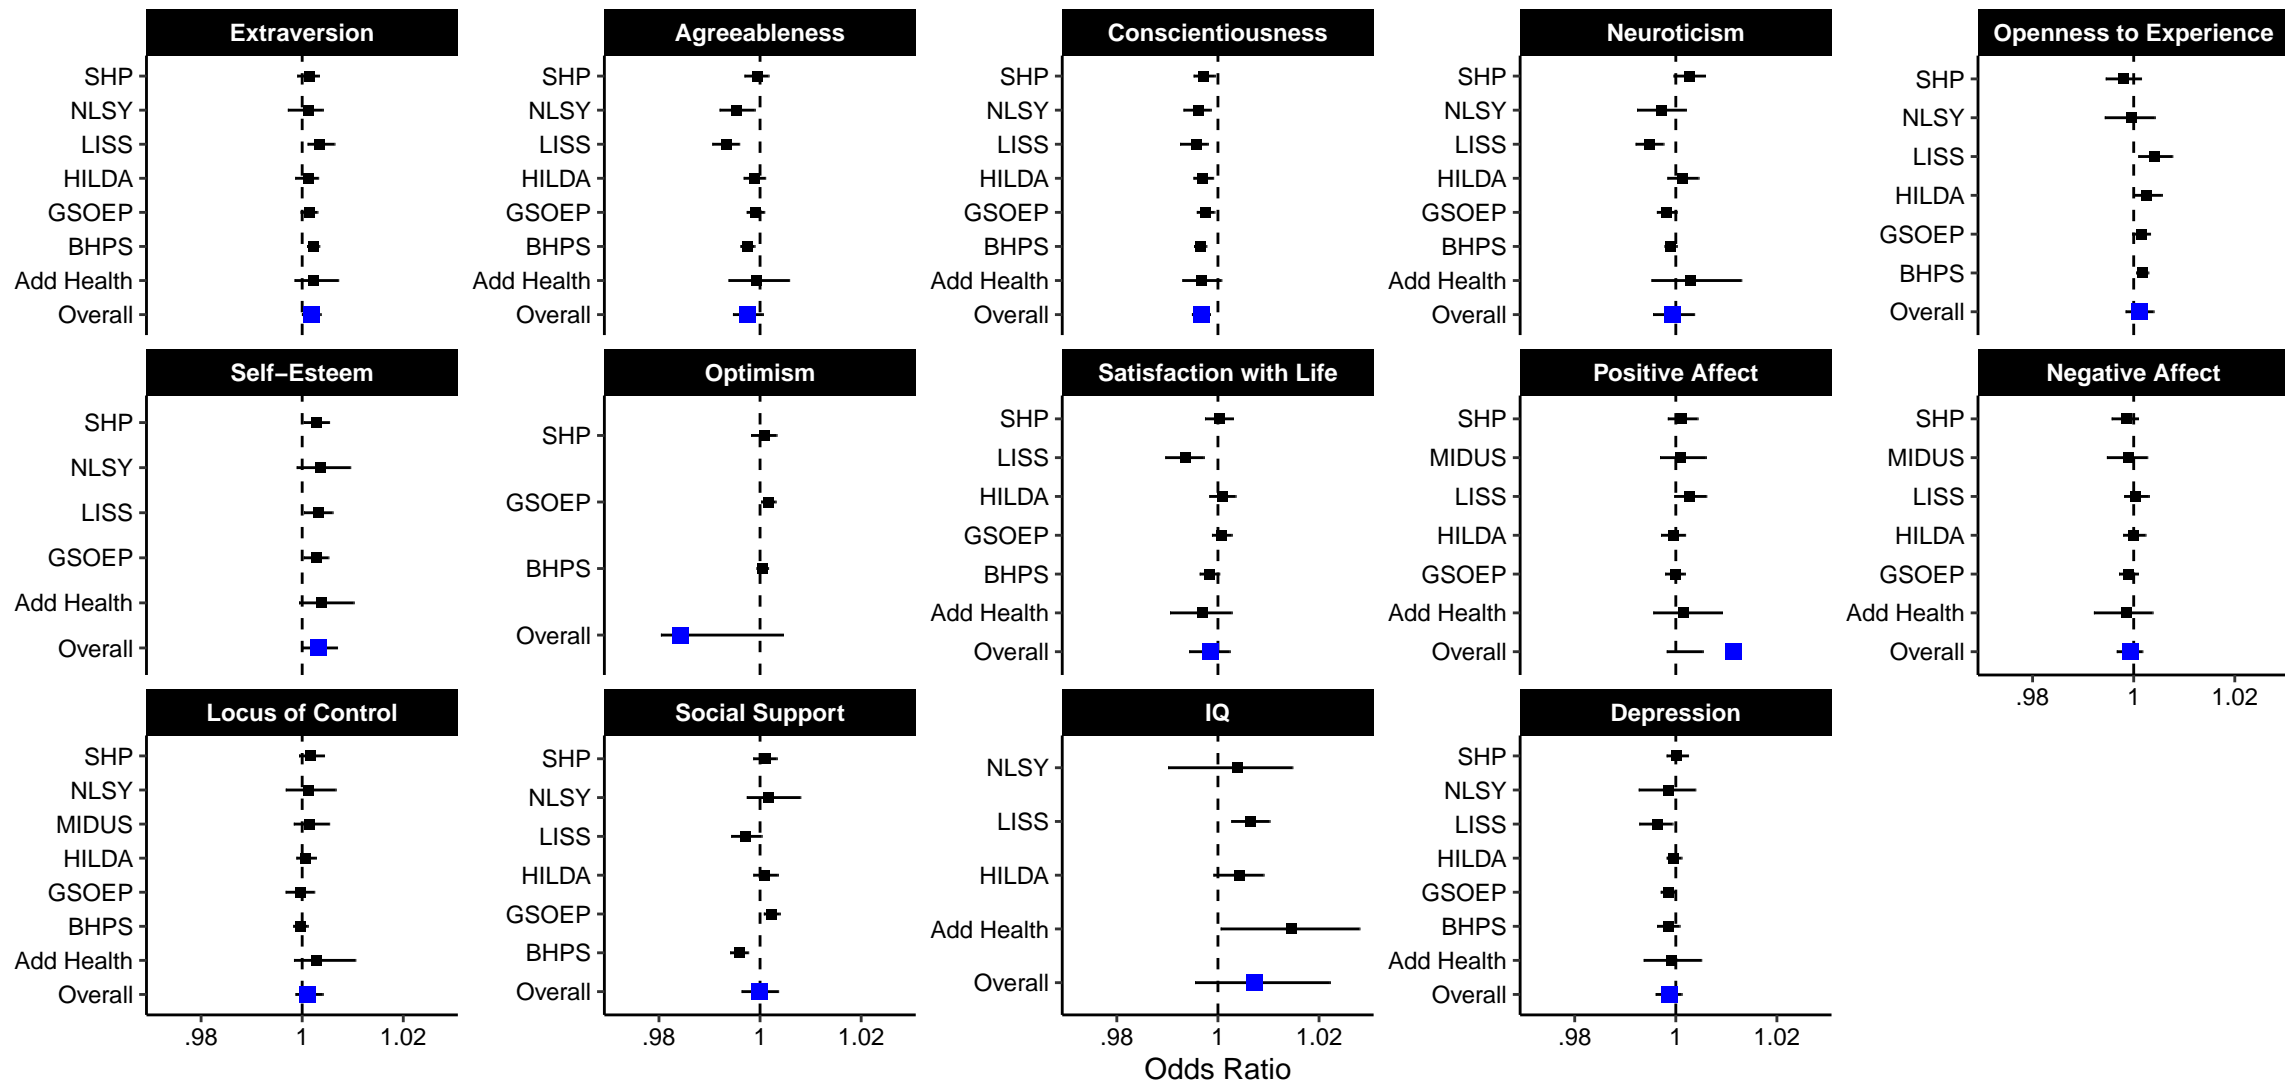 Extraversion
SHP
NLSY
LISS
HILDA
GSOEP
BHPS
Add Health
Overall
Agreeableness
SHP
NLSY
LISS
HILDA
GSOEP
BHPS
Add Health
Overall
Conscientiousness
SHP
NLSY
LISS
HILDA
GSOEP
BHPS
Add Health
Overall
Neuroticism
SHP
NLSY
LISS
HILDA
GSOEP
BHPS
Add Health
Overall
Openness to Experience
SHP
NLSY
LISS
HILDA
GSOEP
BHPS
Overall
Self−Esteem
SHP
NLSY
LISS
GSOEP
Add Health
Overall
Optimism
SHP
GSOEP
BHPS
Overall
Satisfaction with Life
SHP
LISS
HILDA
GSOEP
BHPS
Add Health
Overall
Positive Affect
SHP
MIDUS
LISS
HILDA
GSOEP
Add Health
Overall
Negative Affect
SHP
MIDUS
LISS
HILDA
GSOEP
Add Health
Overall
.98 1 1.02
Locus of Control
SHP
NLSY
MIDUS
HILDA
GSOEP
BHPS
Add Health
Overall
.98 1 1.02
Social Support
SHP
NLSY
LISS
HILDA
GSOEP
BHPS
Overall
.98 1 1.02
IQ
NLSY
LISS
HILDA
Add Health
Overall
.98 1 1.02
Depression
SHP
NLSY
LISS
HILDA
GSOEP
BHPS
Add Health
Overall
.98 1 1.02
Odds Ratio